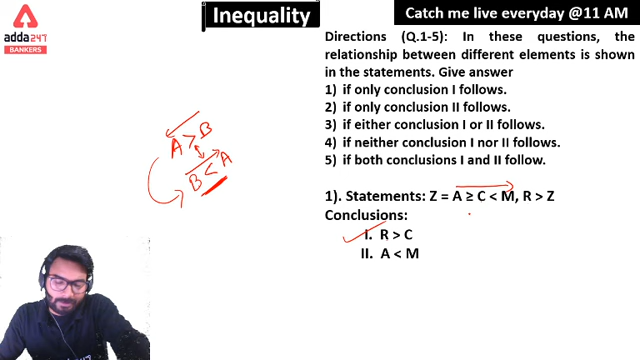 adda247
BANKERS
Inequality
Catch me live everyday @11 AM
Directions (Q.1-5): In these questions, the
relationship between different elements is shown
in the statements. Give answer
1) if only conclusion I follows.
2) if only conclusion II follows.
3) if either conclusion I or II follows.
4) if neither conclusion I nor II follows.
5) if both conclusions I and II follow.
A > B
B < A
1). Statements: Z = A ≥ C < M, R > Z
Conclusions:
I. R > C
II. A < M